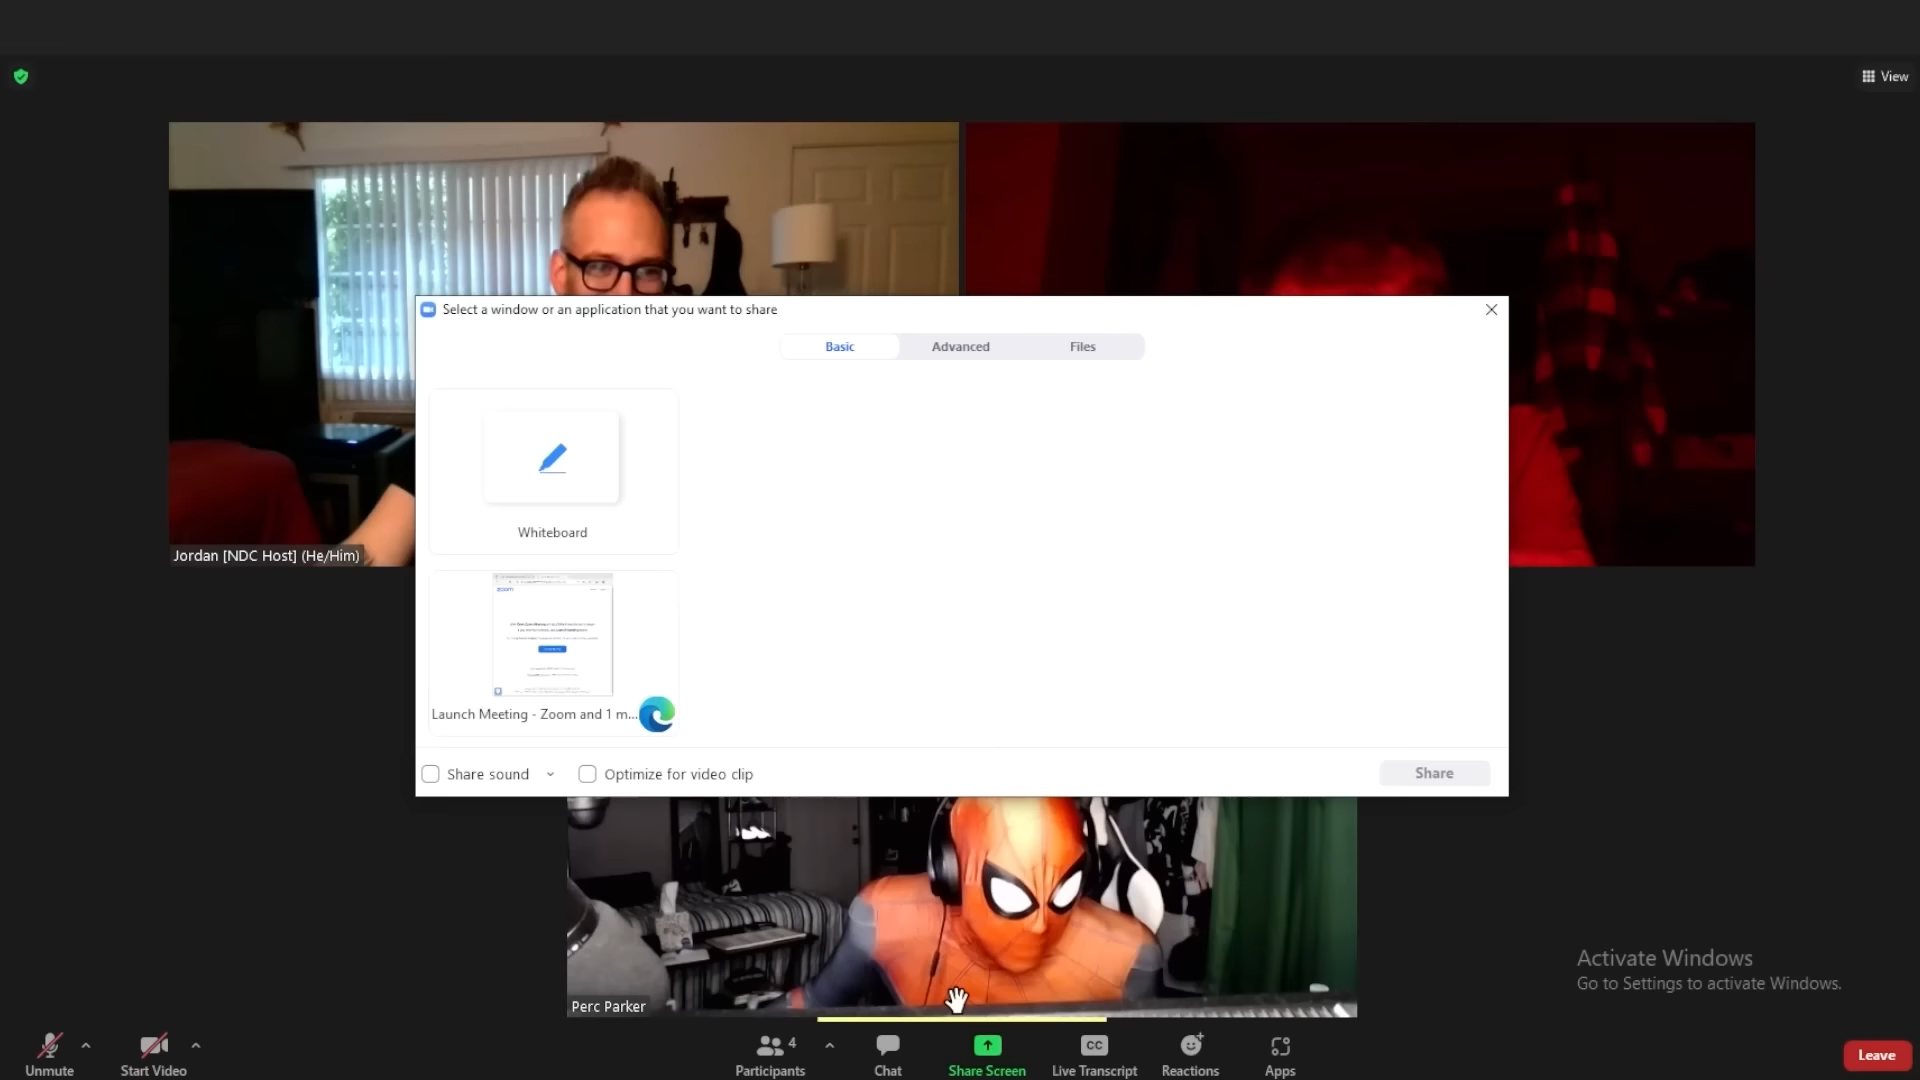 View
Select a window or an application that you want to share
Basic
Advanced
Files
Whiteboard
Jordan [NDC Host] (He/Him)
zoom
Launch Meeting - Zoom and 1 m...
Share sound
Optimize for video clip
Share
Activate Windows
Go to Settings to activate Windows.
Perc Parker
4
CC
Unmute
Start Video
Participants
Chat
Share Screen
Live Transcript
Reactions
Apps
Leave